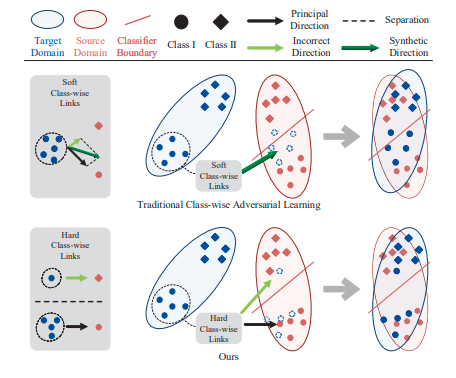 Target
Domain
Source
Domain
Classifier
Boundary
Class I
Class II
Principal
Direction
Separation
Incorrect
Direction
Synthetic
Direction
Soft
Class-wise
Links
Soft
Class-wise
Links
Traditional Class-wise Adversarial Learning
Hard
Class-wise
Links
Hard
Class-wise
Links
Ours